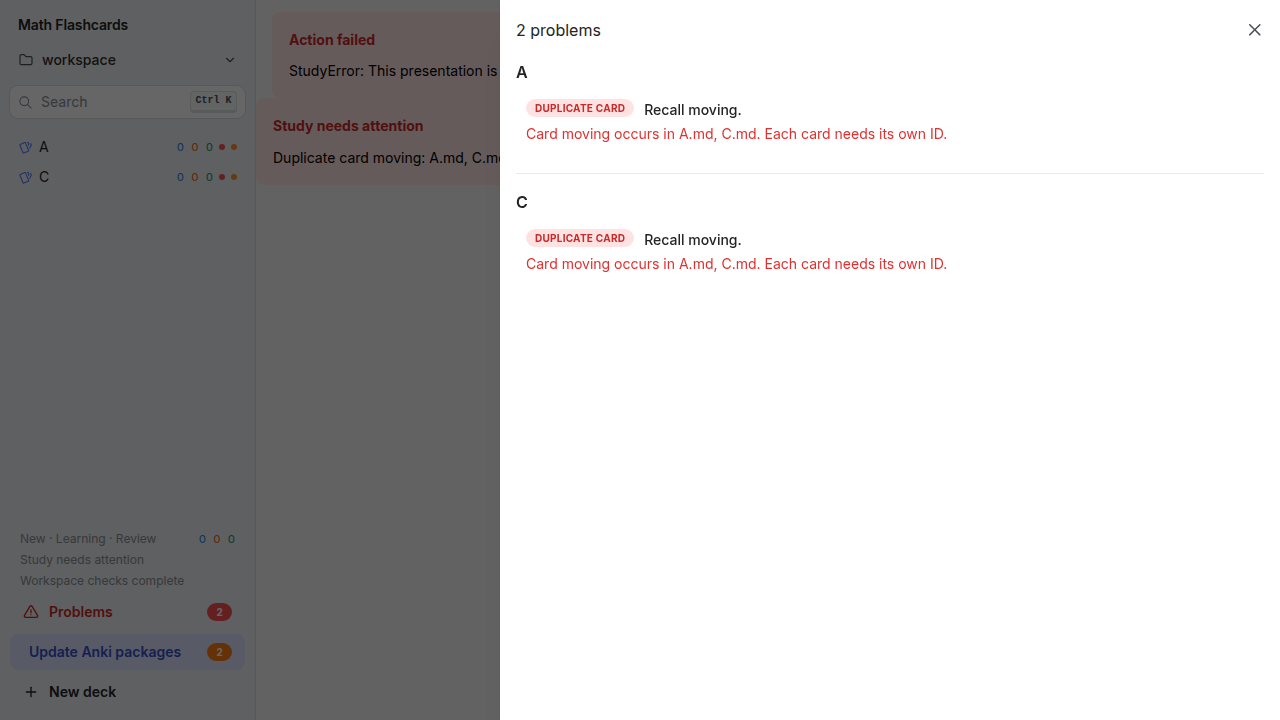 Math Flashcards
workspace
Search Ctrl K
A 0 0 0
C 0 0 0
New · Learning · Review 0 0 0
Study needs attention
Workspace checks complete
Problems 2
Update Anki packages 2
New deck
Action failed
StudyError: This presentation is
Study needs attention
Duplicate card moving: A.md, C.m
2 problems
A
DUPLICATE CARD Recall moving.
Card moving occurs in A.md, C.md. Each card needs its own ID.
C
DUPLICATE CARD Recall moving.
Card moving occurs in A.md, C.md. Each card needs its own ID.